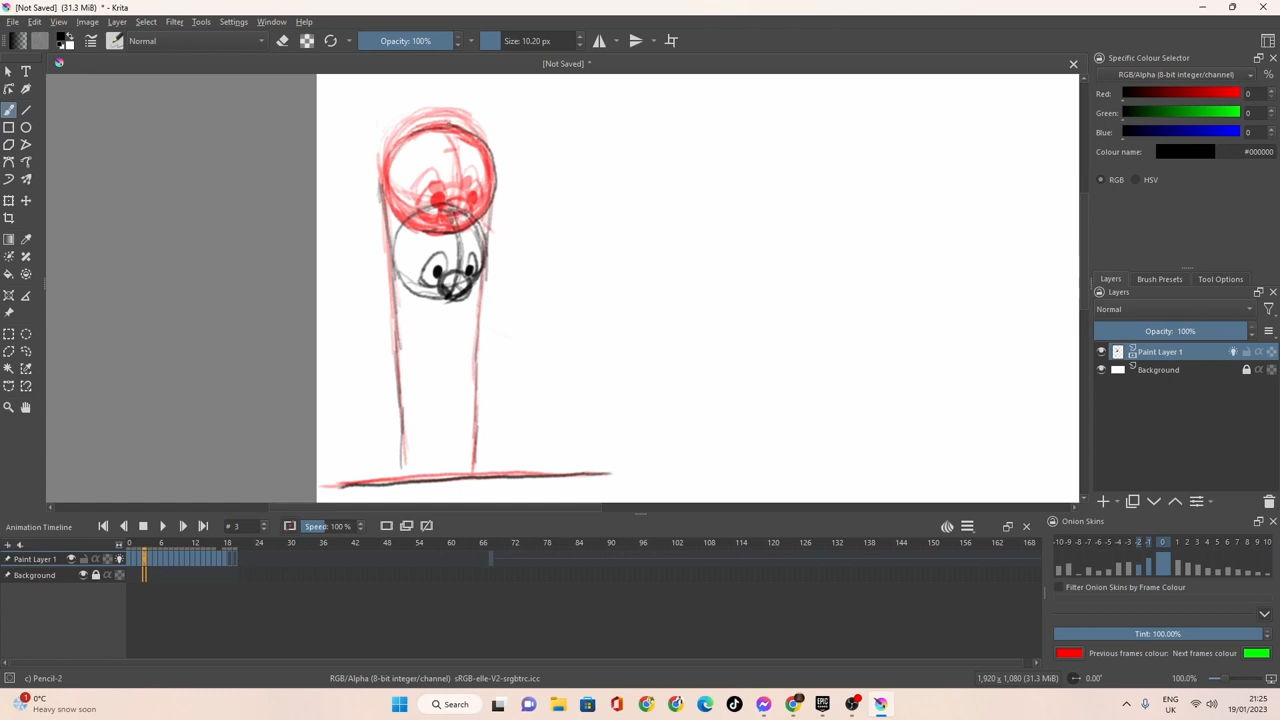 [Not Saved] (31.3 MiB) * - Krita
File Edit View Image Layer Select Filter Tools Settings Window Help
Normal Opacity: 100% Size: 10.20 px
[Not Saved] *
Specific Colour Selector
RGB/Alpha (8-bit integer/channel) %
Red: 0
Green: 0
Blue: 0
Colour name: #000000
RGB HSV
Layers Brush Presets Tool Options
Layers
Normal
Opacity: 100%
Paint Layer 1
Background
Animation Timeline # 3 Speed: 100 %
0 6 12 18 24 30 36 42 48 54 60 66 72 78 84 90 96 102 108 114 120 126 132 138 144 150 156 162 168
Paint Layer 1
Background
Onion Skins
-10 -9 -8 -7 -6 -5 -4 -3 -2 -1 0 1 2 3 4 5 6 7 8 9 10
Filter Onion Skins by Frame Colour
Tint: 100.00%
Previous frames colour: Next frames colour:
c) Pencil-2 RGB/Alpha (8-bit integer/channel) sRGB-elle-V2-srgbtrc.icc 1,920 x 1,080 (31.3 MiB) 0.00° 100.0%
1 0°C
Heavy snow soon
Search
ENG
UK
21:25
19/01/2023